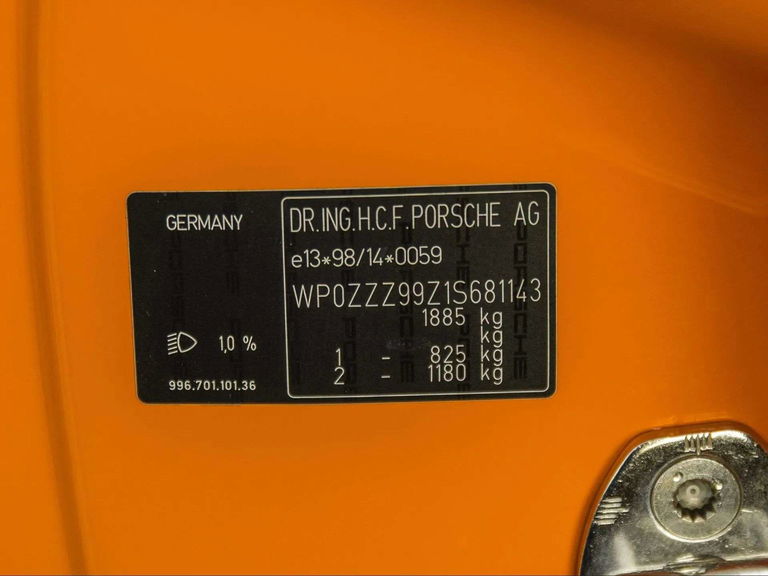 GERMANY
1,0 %
996.701.101.36
DR.ING.H.C.F.PORSCHE AG
e13*98/14*0059
WP0ZZZ99Z1S681143
1885 kg
kg
1 - 825 kg
2 - 1180 kg